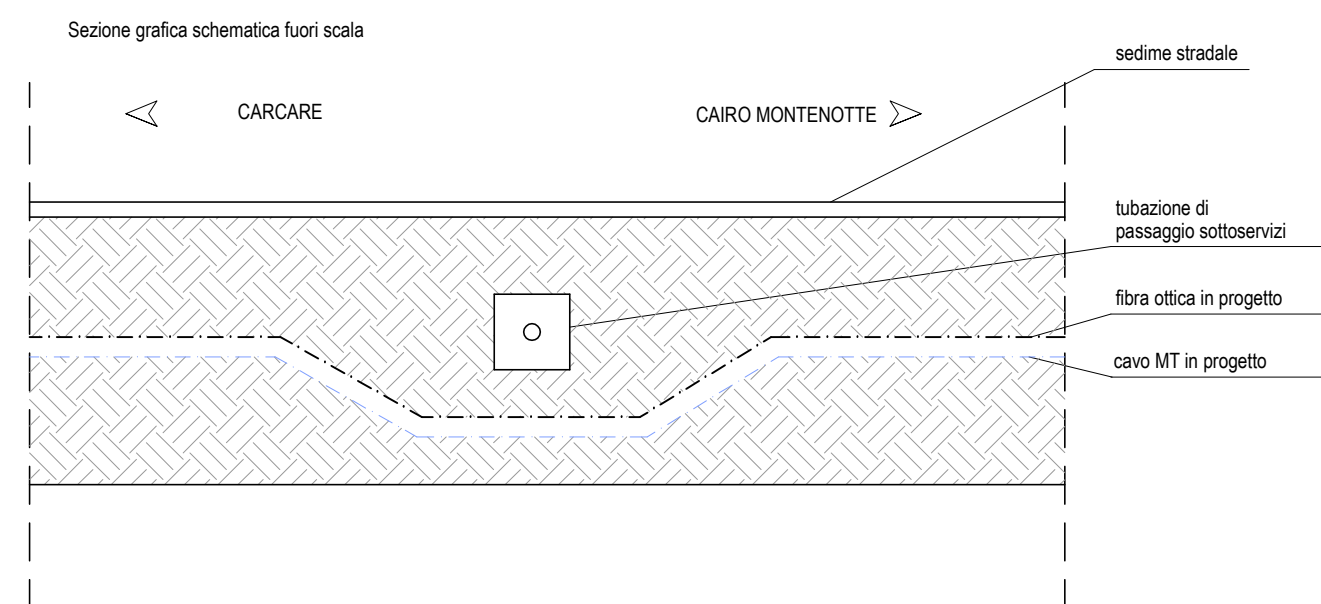 Sezione grafica schematica fuori scala
sedime stradale
CARCARE
CAIRO MONTENOTTE
tubazione di
passaggio sottoservizi
fibra ottica in progetto
cavo MT in progetto